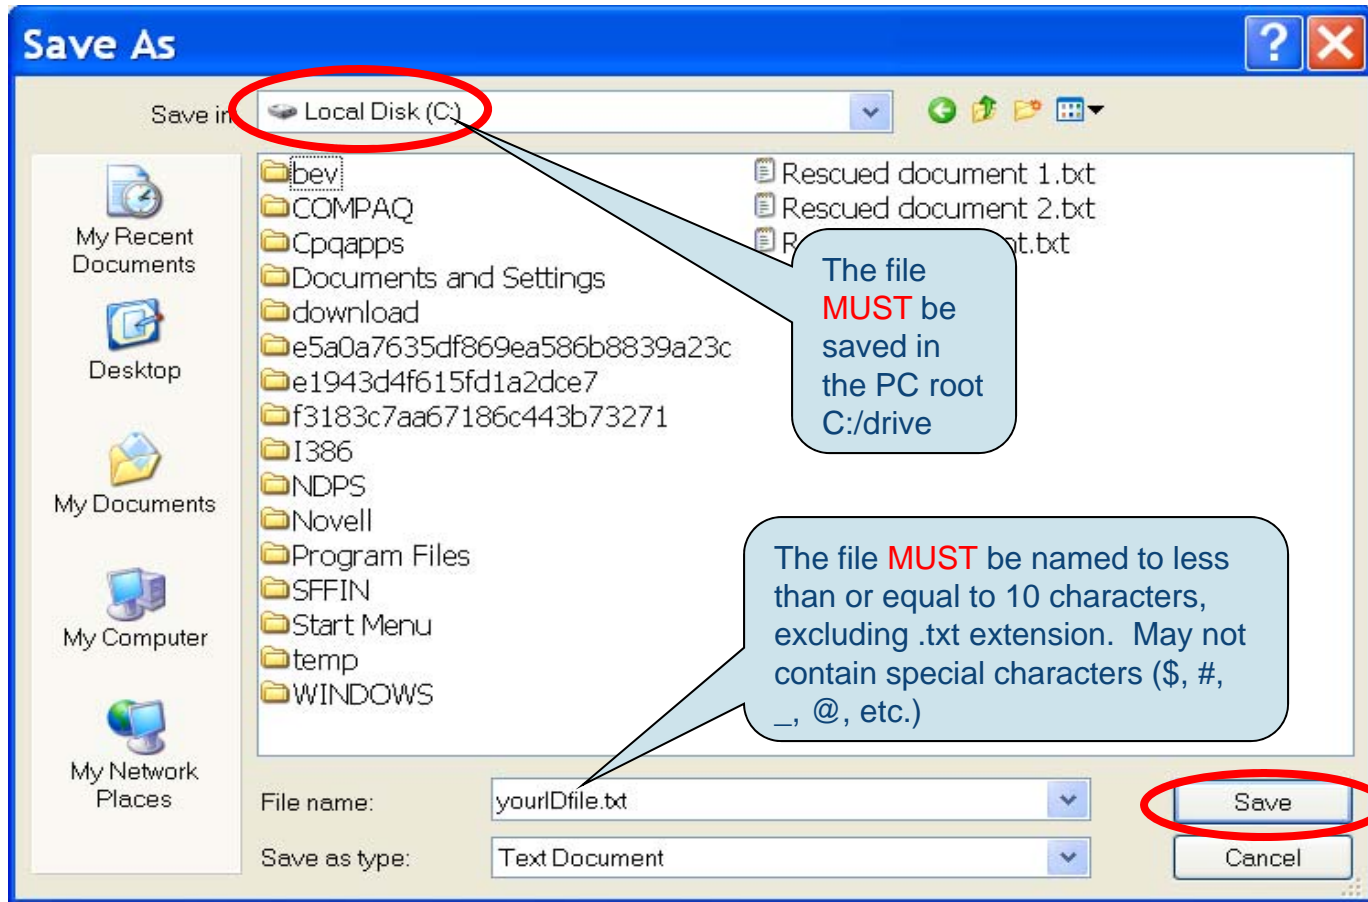 Save As
Save in
Local Disk (C:)
My Recent
Documents
Desktop
My Documents
My Computer
My Network
Places
bev
COMPAQ
Cpqapps
Documents and Settings
download
e5a0a7635df869ea586b8839a23c
e1943d4f615fd1a2dce7
f3183c7aa67186c443b73271
I386
NDPS
Novell
Program Files
SFFIN
Start Menu
temp
WINDOWS
Rescued document 1.txt
Rescued document 2.txt
The file
MUST be
saved in
the PC root
C:/drive
The file MUST be named to less
than or equal to 10 characters,
excluding .txt extension. May not
contain special characters ($, #,
_, @, etc.)
File name:
yourIDfile.txt
Save
Save as type:
Text Document
Cancel